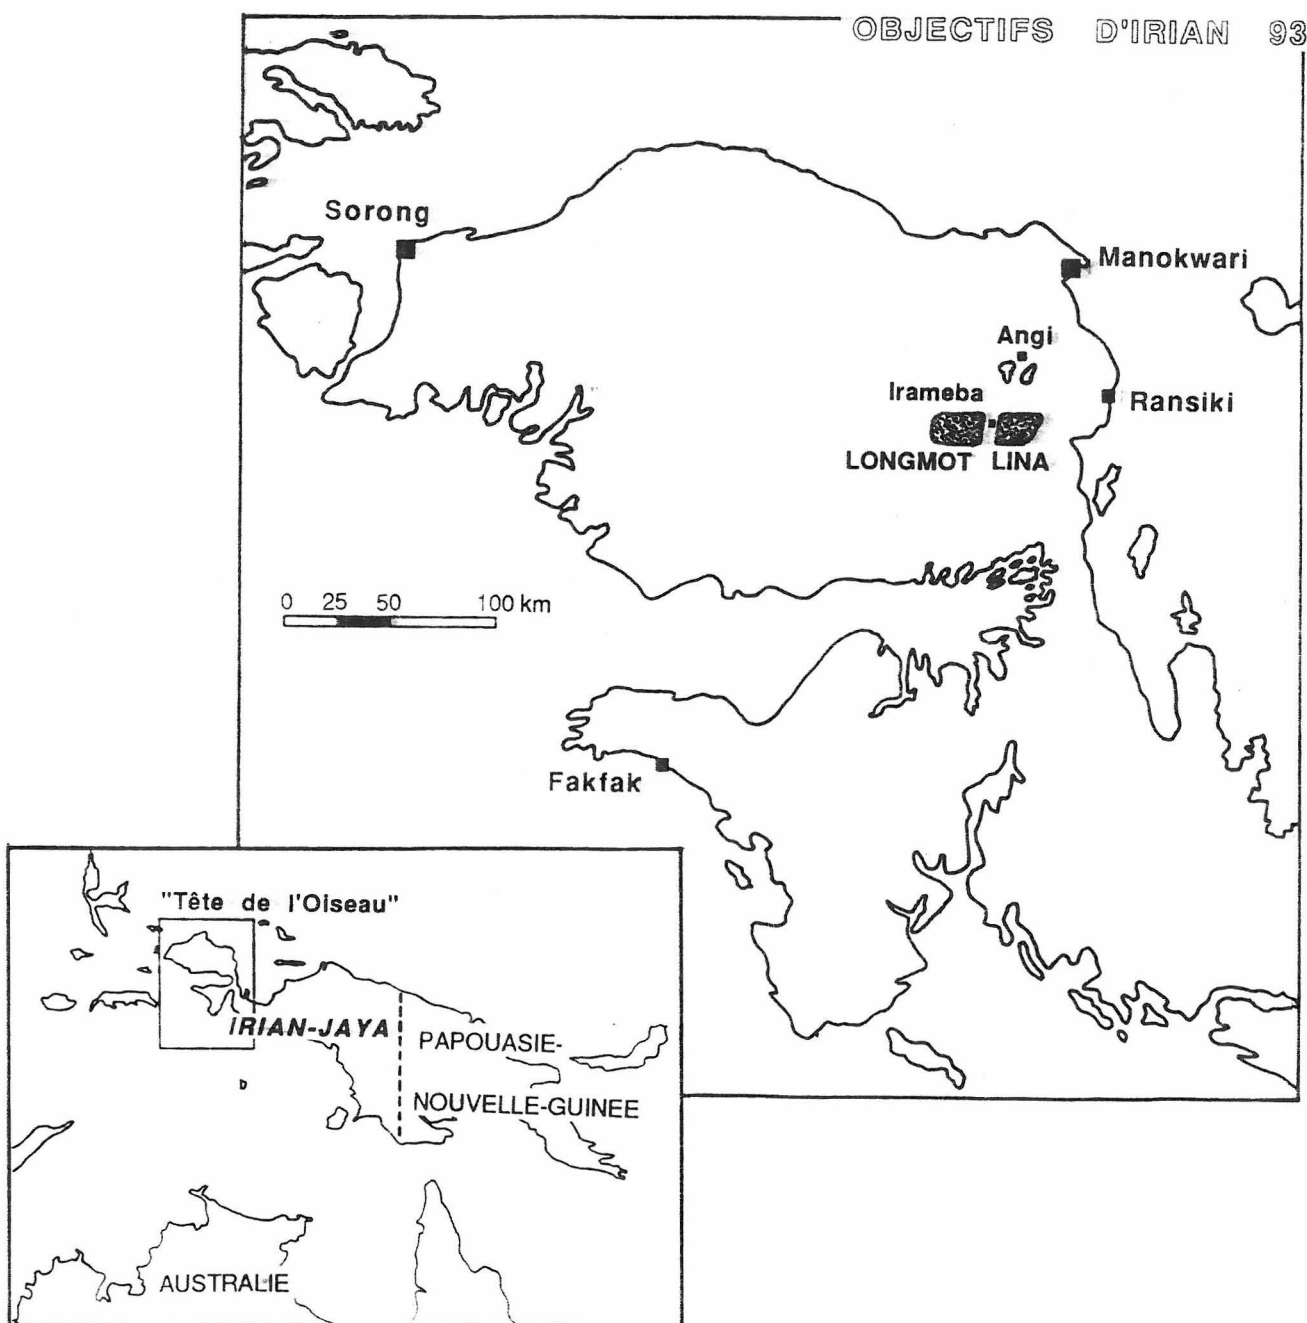 OBJECTIFS D'IRIAN 93
Sorong
Manokwari
Angi
Irameba
Ransiki
LONGMOT LINA
0 25 50 100 km
Fakfak
"Tête de l'Oiseau"
IRIAN-JAYA
PAPOUASIE-
NOUVELLE-GUINEE
AUSTRALIE